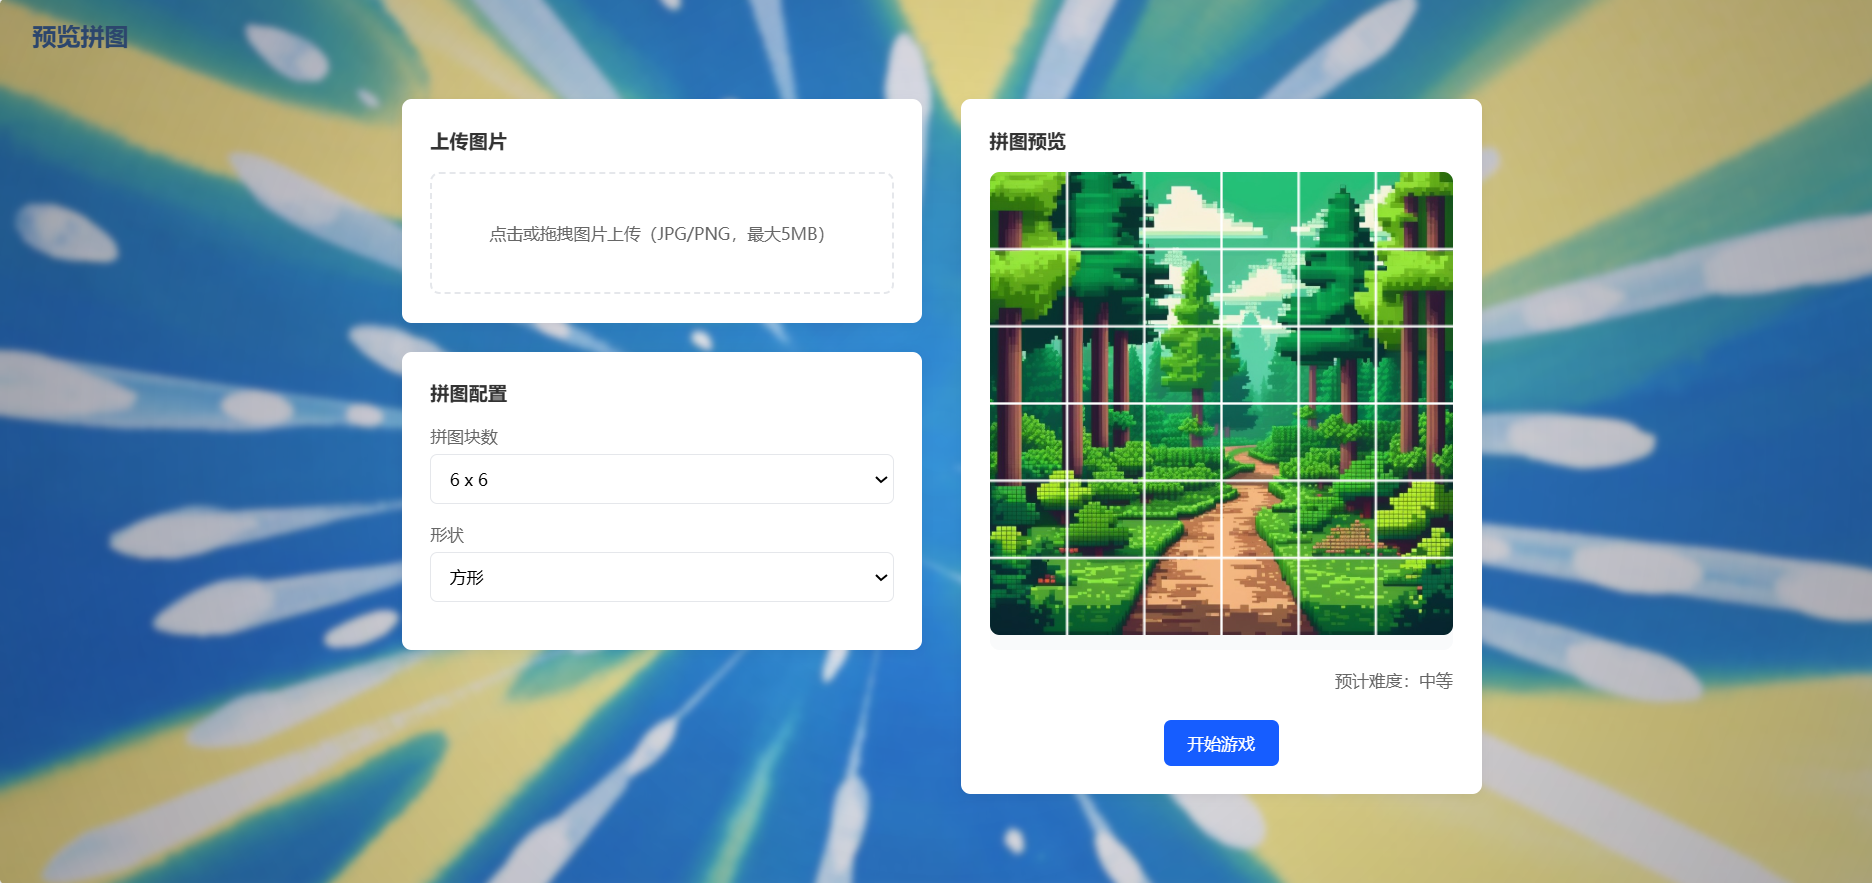 预览拼图
上传图片
点击或拖拽图片上传（JPG/PNG，最大5MB）
拼图配置
拼图块数
6 x 6
形状
方形
拼图预览
预计难度：中等
开始游戏